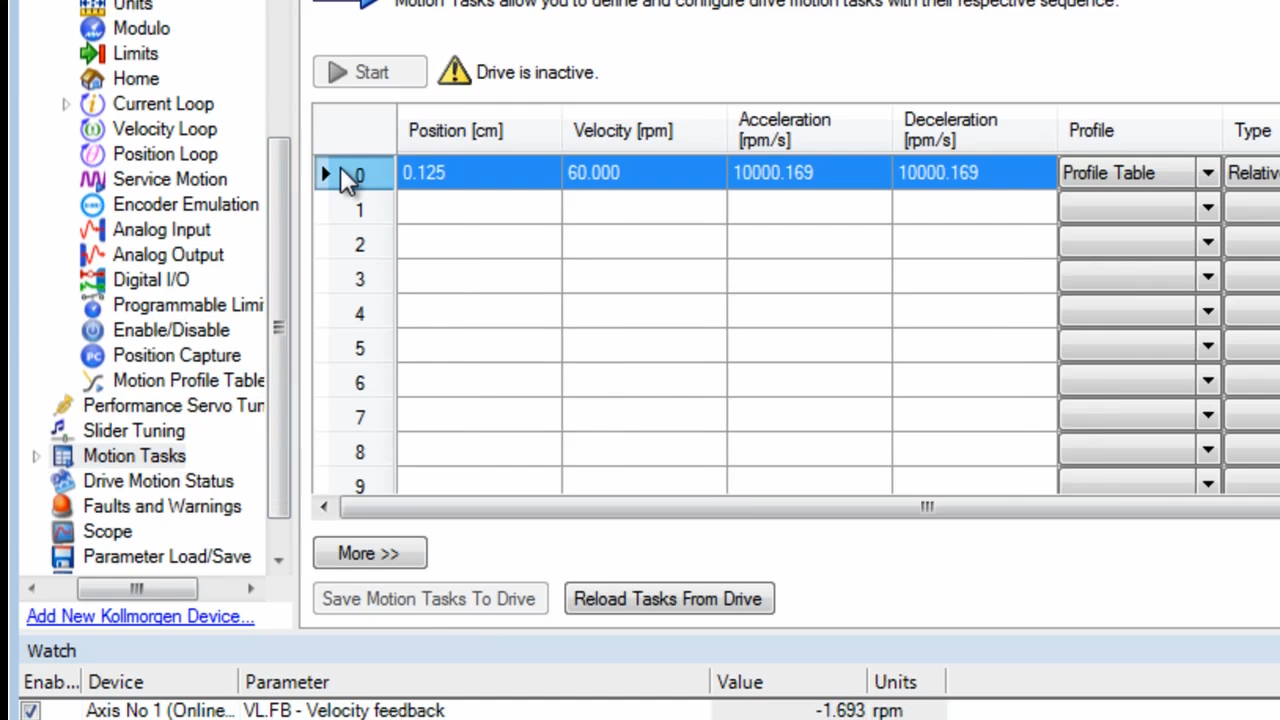 Units
Modulo
Limits
Home
Current Loop
Velocity Loop
Position Loop
Service Motion
Encoder Emulation
Analog Input
Analog Output
Digital I/O
Programmable Limi
Enable/Disable
Position Capture
Motion Profile Table
Performance Servo Tun
Slider Tuning
Motion Tasks
Drive Motion Status
Faults and Warnings
Scope
Parameter Load/Save
Add New Kollmorgen Device...
Motion Tasks allow you to define and configure drive motion tasks with their respective sequence.
Start
Drive is inactive.
Position [cm] Velocity [rpm] Acceleration [rpm/s] Deceleration [rpm/s] Profile Type
0 0.125 60.000 10000.169 10000.169 Profile Table Relative
1
2
3
4
5
6
7
8
9
More >>
Save Motion Tasks To Drive Reload Tasks From Drive
Watch
Enab... Device Parameter Value Units
Axis No 1 (Online... VL.FB - Velocity feedback -1.693 rpm